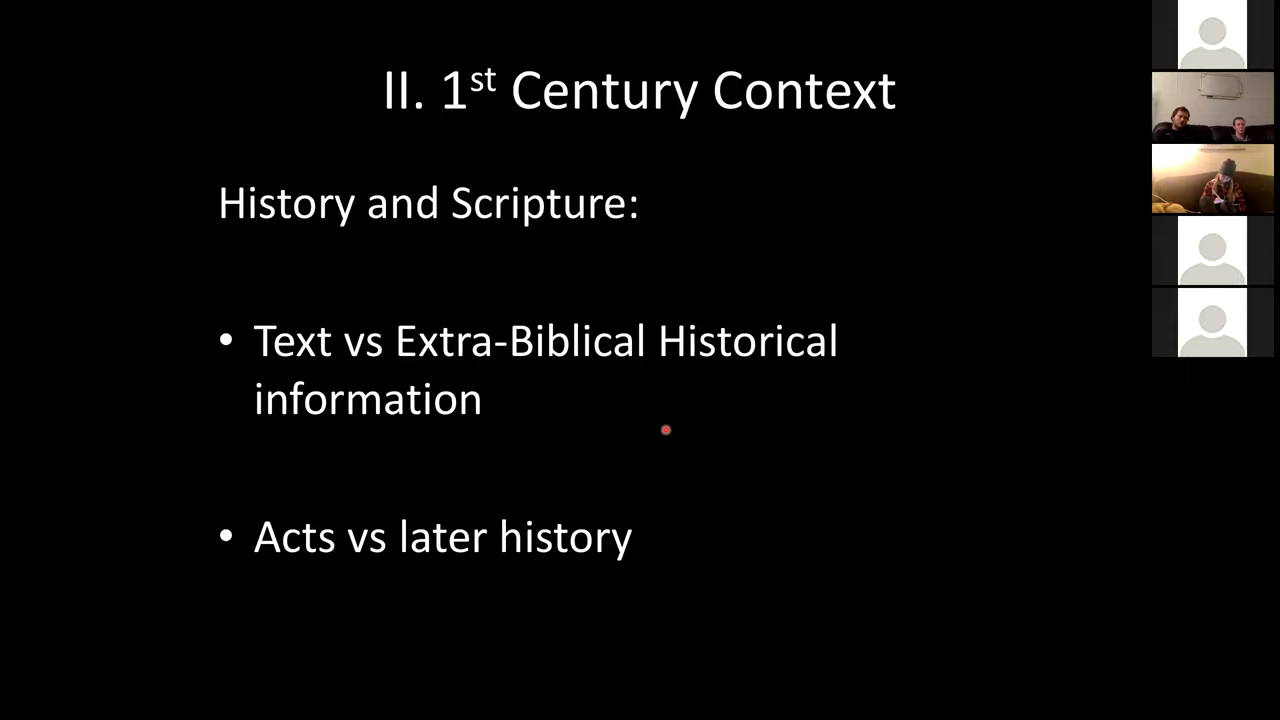 II. 1st Century Context
History and Scripture:
• Text vs Extra-Biblical Historical
information
• Acts vs later history